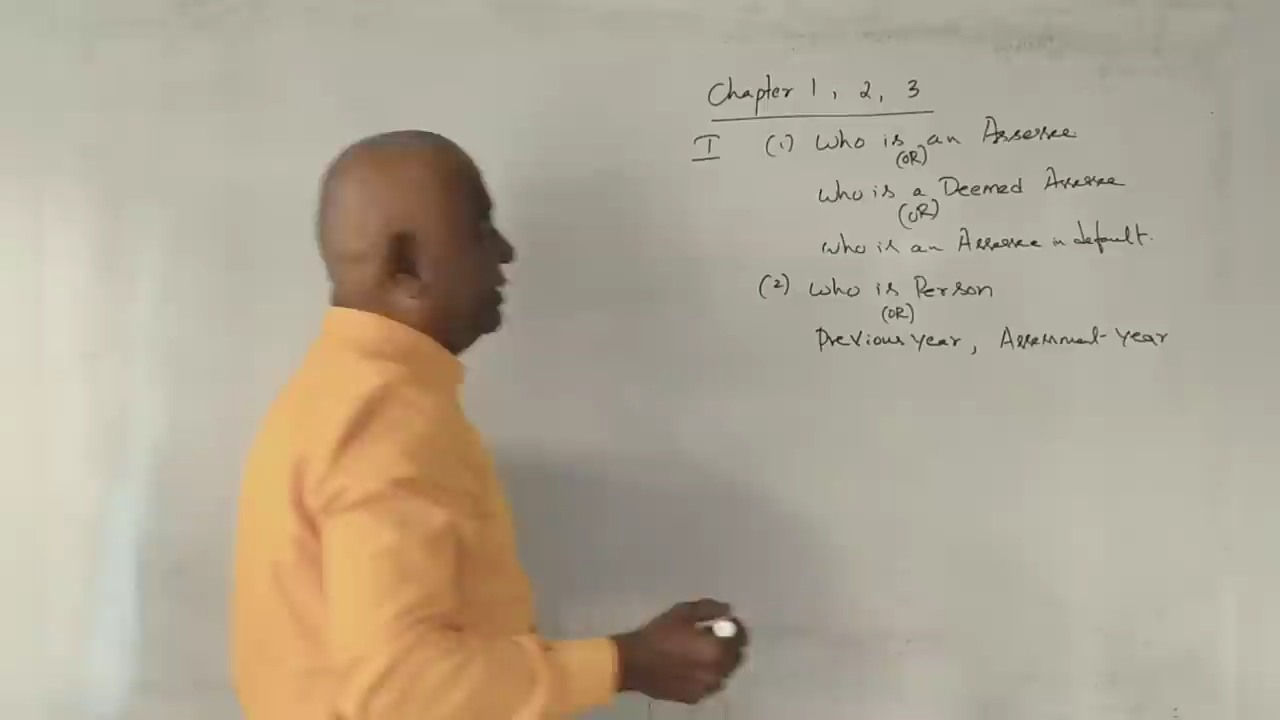 Chapter 1, 2, 3
I (1) Who is an Assessee
(OR)
who is a Deemed Assessee
(OR)
who is an Assessee in default.
(2) Who is Person
(OR)
Previous year, Assessment year